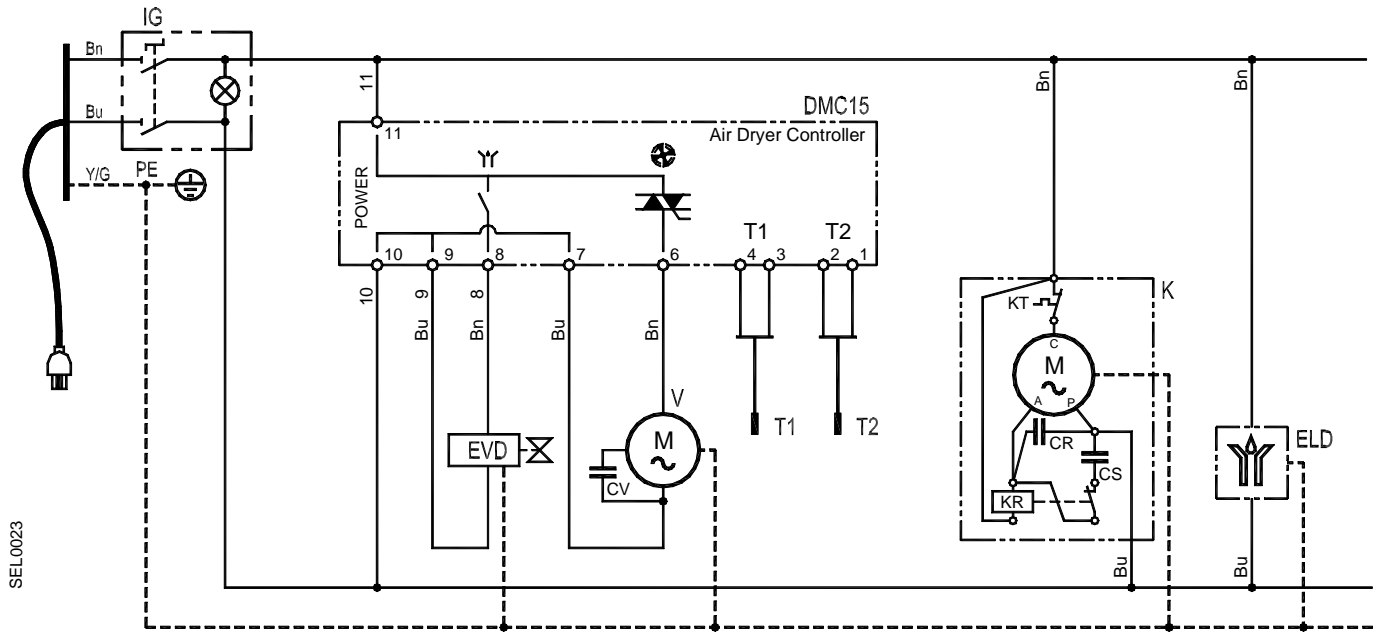 IG
Bn
Bu
Y/G PE
11
DMC15
Air Dryer Controller
11
POWER
T1 T2
10 9 8 7 6 4 3 2 1
10 9 8
Bu Bn Bu Bn
EVD
V
M
CV
T1 T2
Bn
K
KT
C
M
A P
CR
CS
KR
Bu
Bn
ELD
Bu
SEL0023